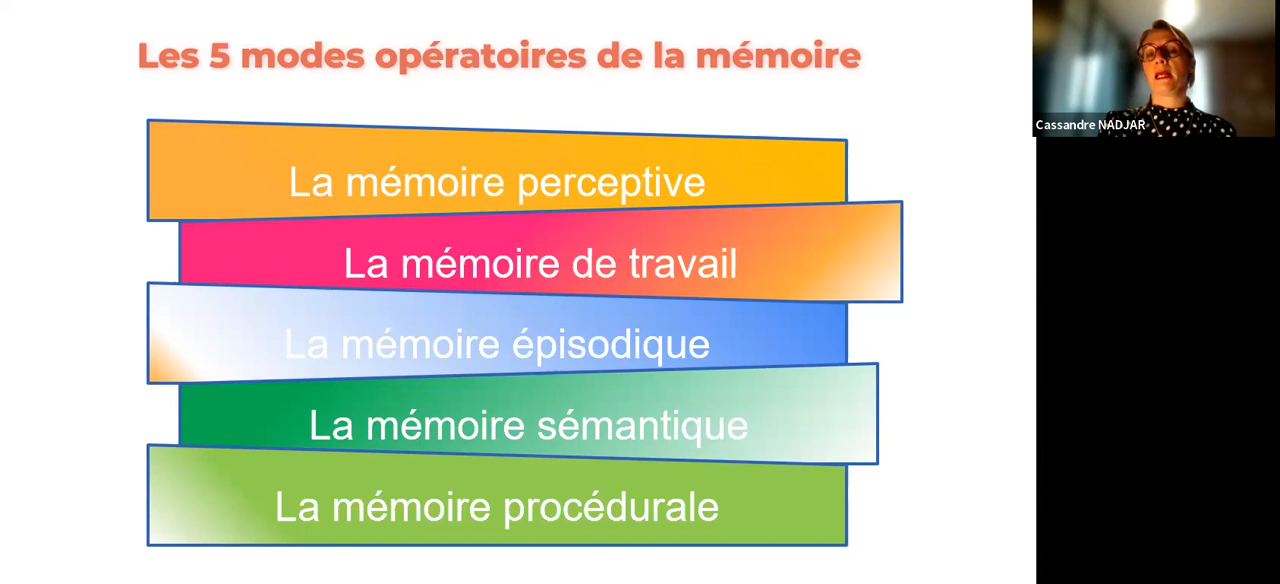 Les 5 modes opératoires de la mémoire
Cassandre NADJAR
La mémoire perceptive
La mémoire de travail
La mémoire épisodique
La mémoire sémantique
La mémoire procédurale